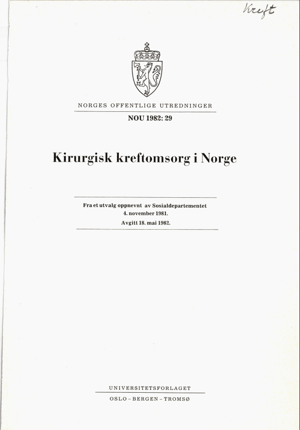 Kreft
NORGES OFFENTLIGE UTREDNINGER
NOU 1982: 29
Kirurgisk kreftomsorg i Norge
Fra et utvalg oppnevnt av Sosialdepartementet
4. november 1981.
Avgitt 18. mai 1982.
UNIVERSITETSFORLAGET
OSLO - BERGEN - TROMSØ